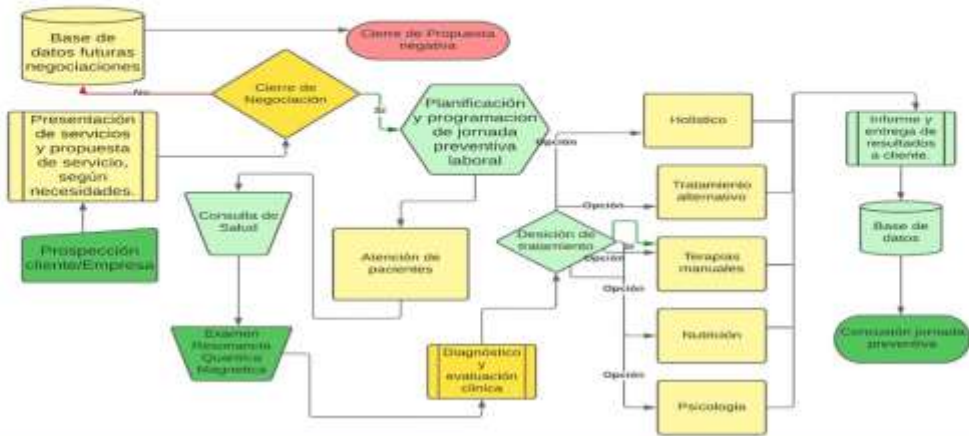 Base de
datos futuras
negociaciones
Cierre de Propuesta
negativa
No
Cierre de
Negociación
Si
Planificación
y programacion
de jornada
preventiva
laboral
Presentación
de servicios y
propuesta
de servicio,
según
necesidades.
Prospección
cliente/Empresa
Consulta de
Salud
Atención de
pacientes
Examen
Resonancia
Quantica
Magnetica
Diagnóstico
y
evaluación
clínica
Desición de
tratamiento
Opción
Opción
Opción
Opción
Opción
Holístico
Tratamiento
alternativo
Terapias
manuales
Nutrición
Psicología
Informe y
entrega de
resultados
a cliente.
Base de
datos
Conclusión jornada
preventiva